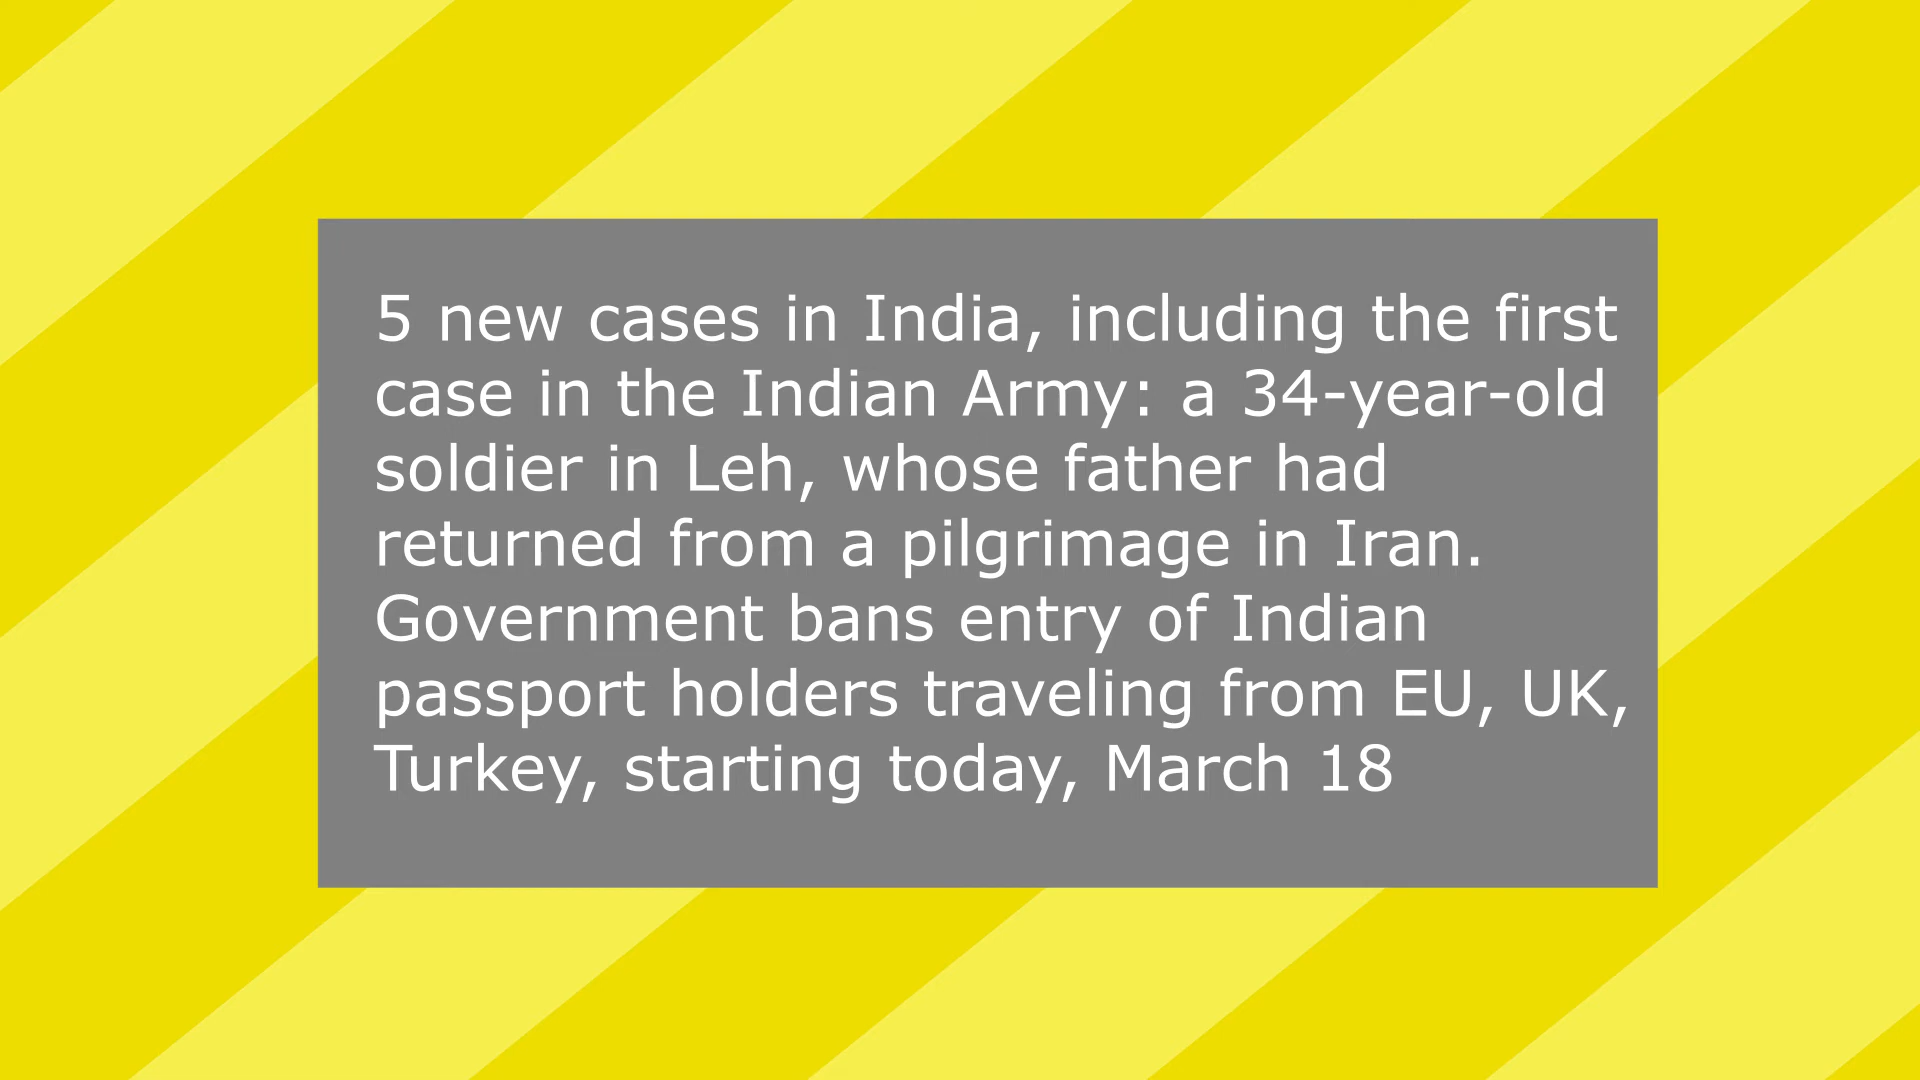 5 new cases in India, including the first
case in the Indian Army: a 34-year-old
soldier in Leh, whose father had
returned from a pilgrimage in Iran.
Government bans entry of Indian
passport holders traveling from EU, UK,
Turkey, starting today, March 18